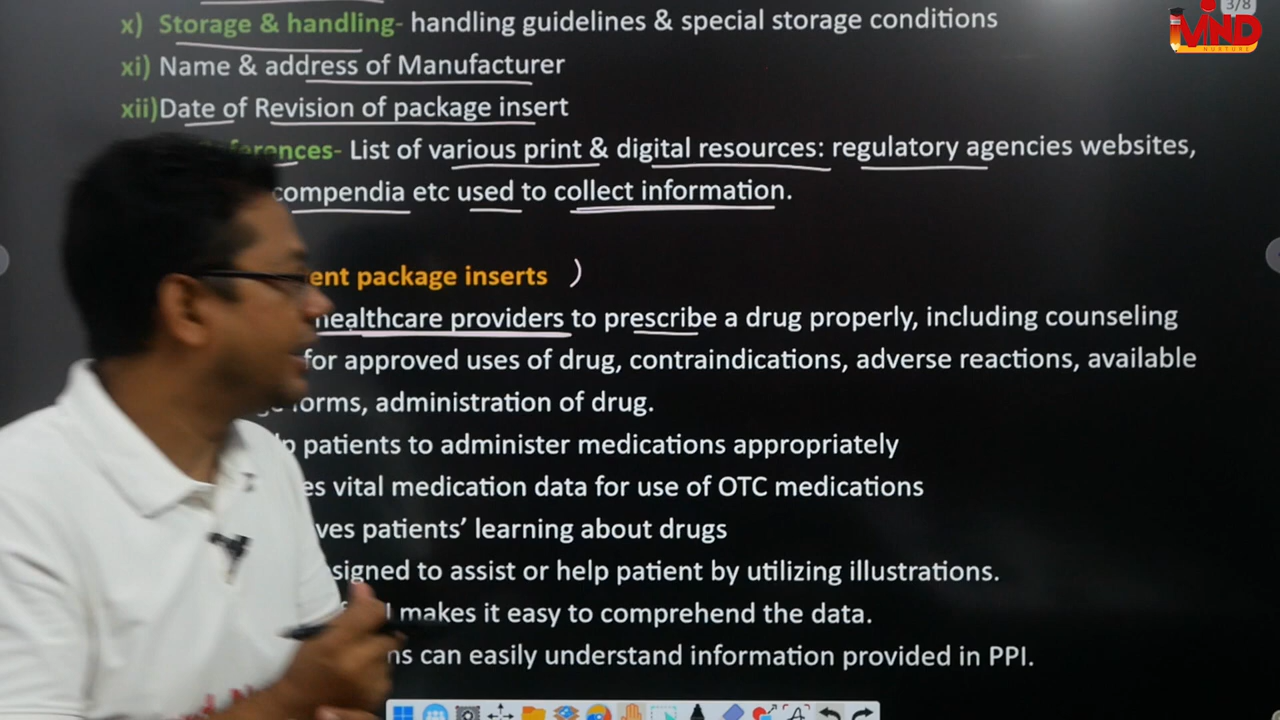 3/8
MIND
NURTURE
x) Storage & handling- handling guidelines & special storage conditions
xi) Name & address of Manufacturer
xii)Date of Revision of package insert
ferences- List of various print & digital resources: regulatory agencies websites,
compendia etc used to collect information.
ent package inserts )
healthcare providers to prescribe a drug properly, including counseling
for approved uses of drug, contraindications, adverse reactions, available
forms, administration of drug.
patients to administer medications appropriately
es vital medication data for use of OTC medications
ves patients’ learning about drugs
signed to assist or help patient by utilizing illustrations.
makes it easy to comprehend the data.
ns can easily understand information provided in PPI.